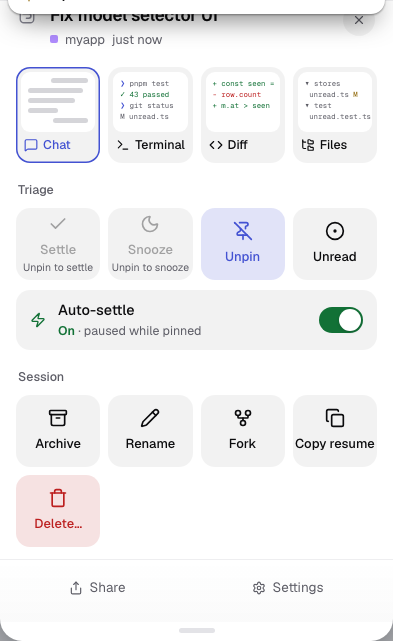 Fix model selector UI
myapp just now
❯ pnpm test
✓ 43 passed
❯ git status
M unread.ts
+ const seen =
- row.count
+ m.at > seen
▾ stores
unread.ts M
▾ test
unread.test.ts
Chat
Terminal
Diff
Files
Triage
Settle
Unpin to settle
Snooze
Unpin to snooze
Unpin
Unread
Auto-settle
On · paused while pinned
Session
Archive
Rename
Fork
Copy resume
Delete...
Share
Settings